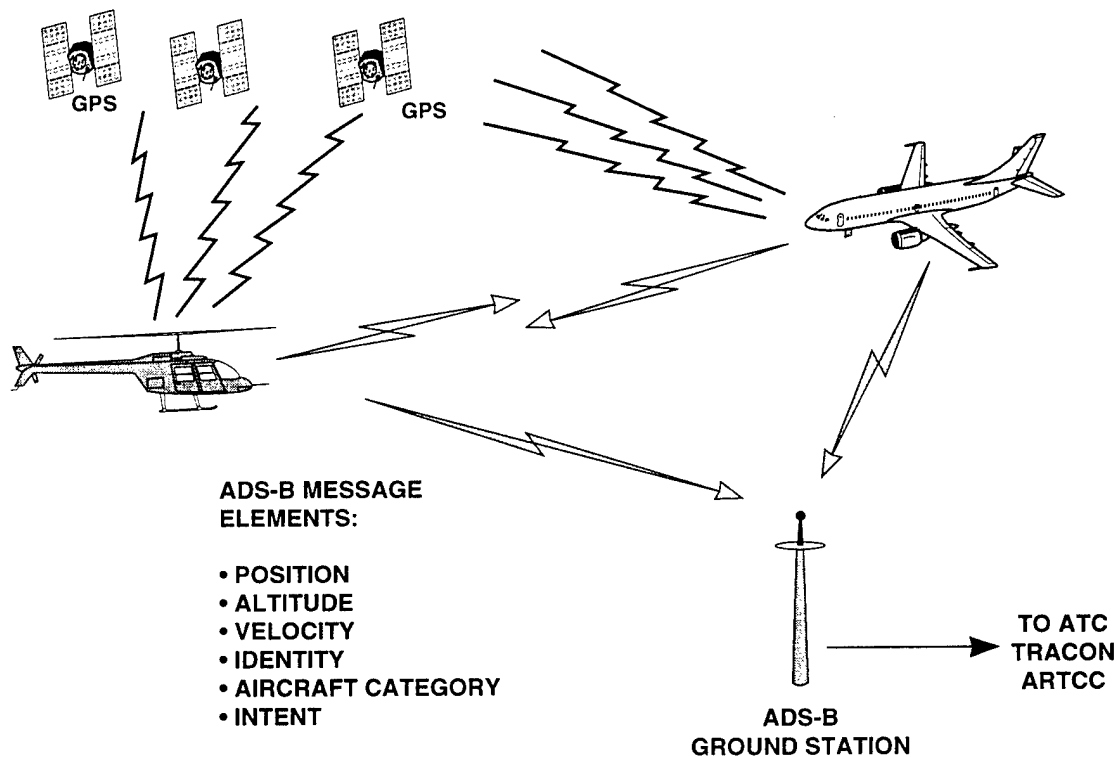 GPS
GPS
ADS-B MESSAGE
ELEMENTS:
• POSITION
• ALTITUDE
• VELOCITY
• IDENTITY
• AIRCRAFT CATEGORY
• INTENT
TO ATC
TRACON
ARTCC
ADS-B
GROUND STATION